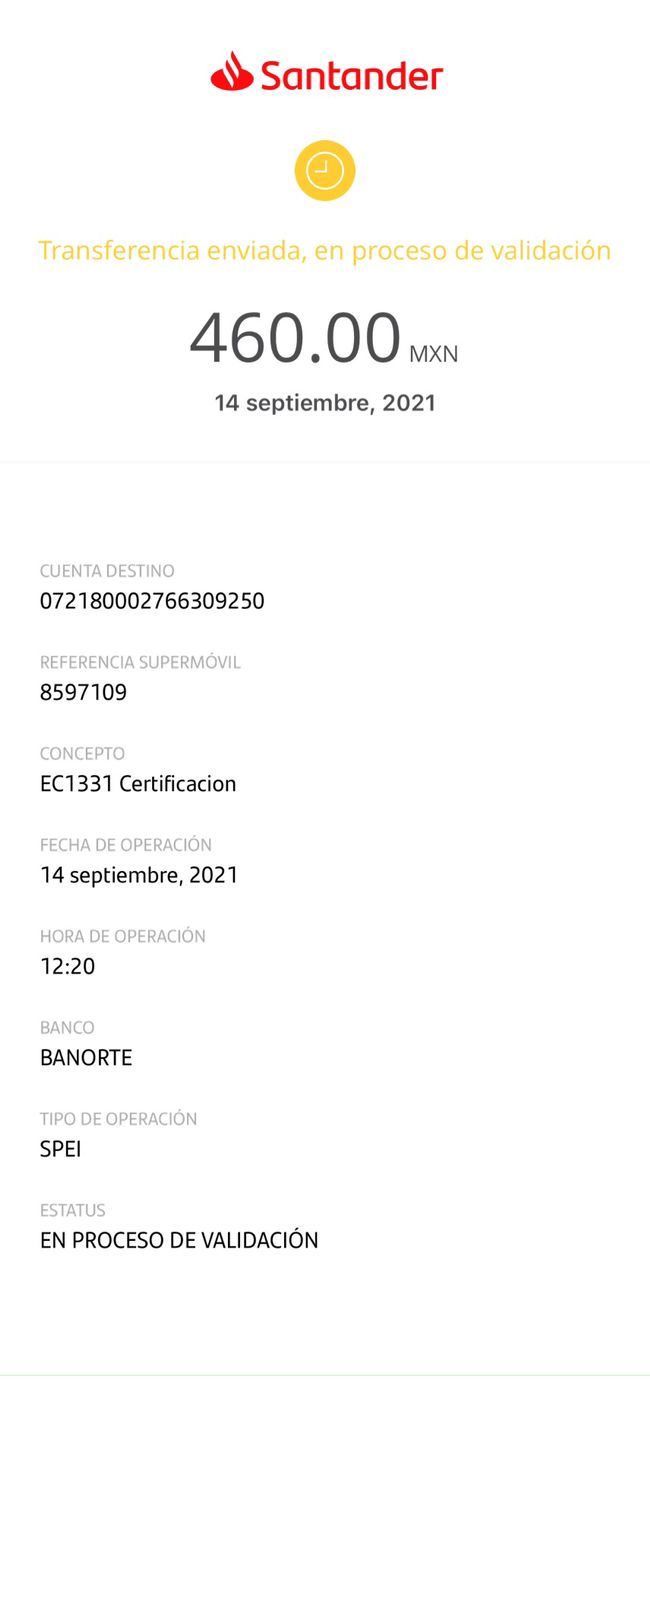 Santander
Transferencia enviada, en proceso de validación
460.00 MXN
14 septiembre, 2021
CUENTA DESTINO
072180002766309250
REFERENCIA SUPERMÓVIL
8597109
CONCEPTO
EC1331 Certificacion
FECHA DE OPERACIÓN
14 septiembre, 2021
HORA DE OPERACIÓN
12:20
BANCO
BANORTE
TIPO DE OPERACIÓN
SPEI
ESTATUS
EN PROCESO DE VALIDACIÓN